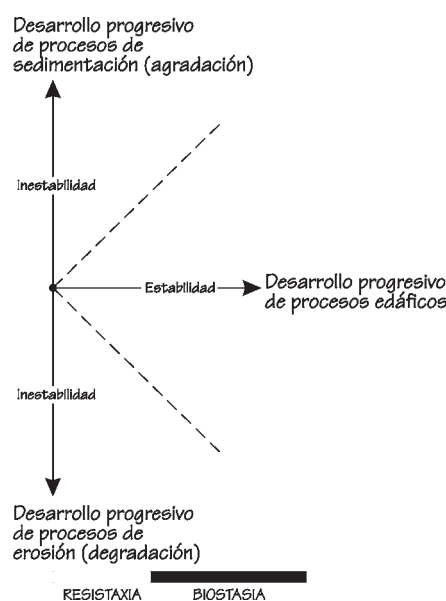 Desarrollo progresivo
de procesos de
sedimentación (agradación)
Inestabilidad
Estabilidad
Desarrollo progresivo
de procesos edáficos
Inestabilidad
Desarrollo progresivo
de procesos de
erosión (degradación)
RESISTAXIA
BIOSTASIA